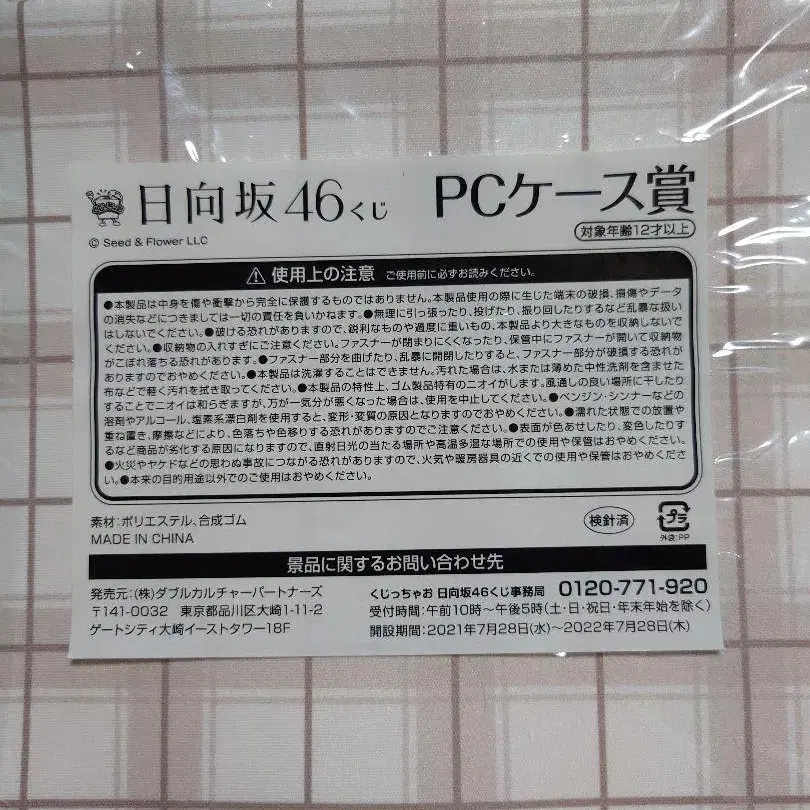 日向坂46くじ PCケース賞
© Seed & Flower LLC
対象年齢12才以上
⚠ 使用上の注意 ご使用前に必ずお読みください。
●本製品は中身を傷や衝撃から完全に保護するものではありません。本製品使用の際に生じた端末の破損、損傷やデータ
の消失などにつきましては一切の責任を負いかねます。●無理に引っ張ったり、投げたり、振り回したりするなど乱暴な扱い
はしないでください。●破ける恐れがありますので、鋭利なものや過度に重いもの、本製品より大きなものを収納しないで
ください。●収納物の入れすぎにご注意ください。ファスナーが閉まりにくくなったり、保管中にファスナーが開いて収納物
がこぼれ落ちる恐れがあります。●ファスナー部分を曲げたり、乱暴に開閉したりすると、ファスナー部分が破損する恐れが
ありますのでおやめください。●本製品は洗濯することはできません。汚れた場合は、水または薄めた中性洗剤を含ませた
布などで軽く汚れを拭き取ってください。●本製品の特性上、ゴム製品特有のニオイがします。風通しの良い場所に干したり
することでニオイは和らぎますが、万が一気分が悪くなった場合は、使用を中止してください。●ベンジン・シンナーなどの
溶剤やアルコール、塩素系漂白剤を使用すると、変形・変質の原因となりますのでおやめください。●濡れた状態での放置や
重ね置き、摩擦などにより、色落ちや色移りする恐れがありますのでご注意ください。●表面が色あせしたり、変色したりす
るなど商品が劣化する原因になりますので、直射日光の当たる場所や高温多湿な場所での使用や保管はおやめください。
●火災やヤケドなどの思わぬ事故につながる恐れがありますので、火気や暖房器具の近くでの使用や保管はおやめくださ
い。●本来の目的用途以外でのご使用はおやめください。
素材：ポリエステル、合成ゴム
MADE IN CHINA
検針済
プラ
外袋:PP
景品に関するお問い合わせ先
発売元：(株)ダブルカルチャーパートナーズ
〒141-0032 東京都品川区大崎1-11-2
ゲートシティ大崎イーストタワー18F
くじっちゃお 日向坂46くじ事務局 0120-771-920
受付時間：午前10時～午後5時(土・日・祝日・年末年始を除く)
開設期間：2021年7月28日(水)～2022年7月28日(木)